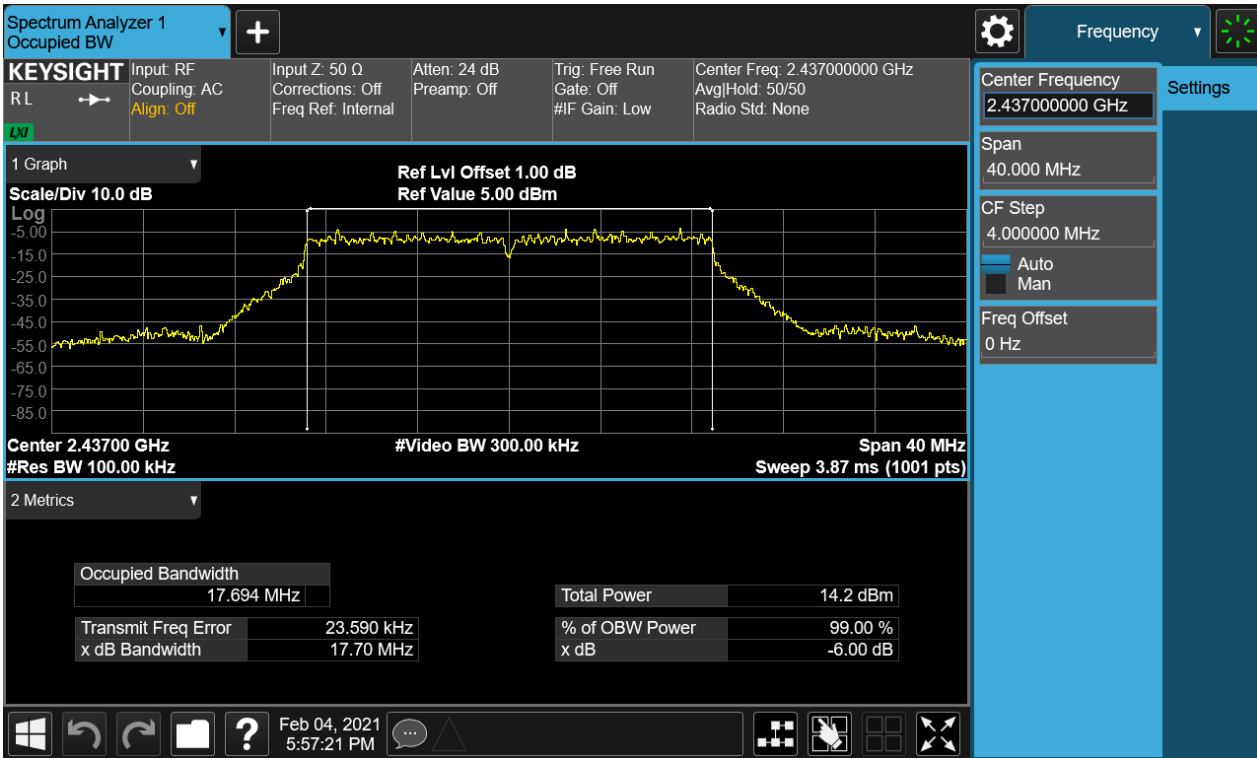 Spectrum Analyzer 1
Occupied BW
+
Frequency
KEYSIGHT
R L
LXI
Input: RF
Coupling: AC
Align: Off
Input Z: 50 Ω
Corrections: Off
Freq Ref: Internal
Atten: 24 dB
Preamp: Off
Trig: Free Run
Gate: Off
#IF Gain: Low
Center Freq: 2.437000000 GHz
Avg|Hold: 50/50
Radio Std: None
Center Frequency
2.437000000 GHz
Settings
Span
40.000 MHz
CF Step
4.000000 MHz
Auto
Man
Freq Offset
0 Hz
1 Graph
Scale/Div 10.0 dB
Ref Lvl Offset 1.00 dB
Ref Value 5.00 dBm
Log
-5.00
-15.0
-25.0
-35.0
-45.0
-55.0
-65.0
-75.0
-85.0
Center 2.43700 GHz
#Video BW 300.00 kHz
Span 40 MHz
#Res BW 100.00 kHz
Sweep 3.87 ms (1001 pts)
2 Metrics
Occupied Bandwidth
17.694 MHz
Total Power 14.2 dBm
Transmit Freq Error 23.590 kHz
% of OBW Power 99.00 %
x dB Bandwidth 17.70 MHz
x dB -6.00 dB
?
Feb 04, 2021
5:57:21 PM